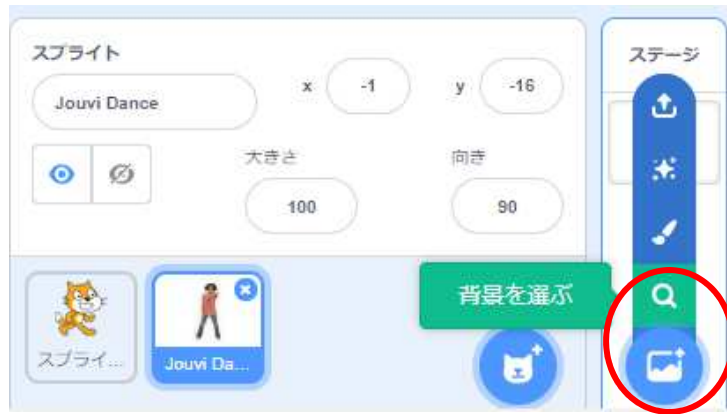 スプライト
ステージ
Jouvi Dance
x -1
y -16
大きさ
向き
100
90
背景を選ぶ
スプライ...
Jouvi Da...